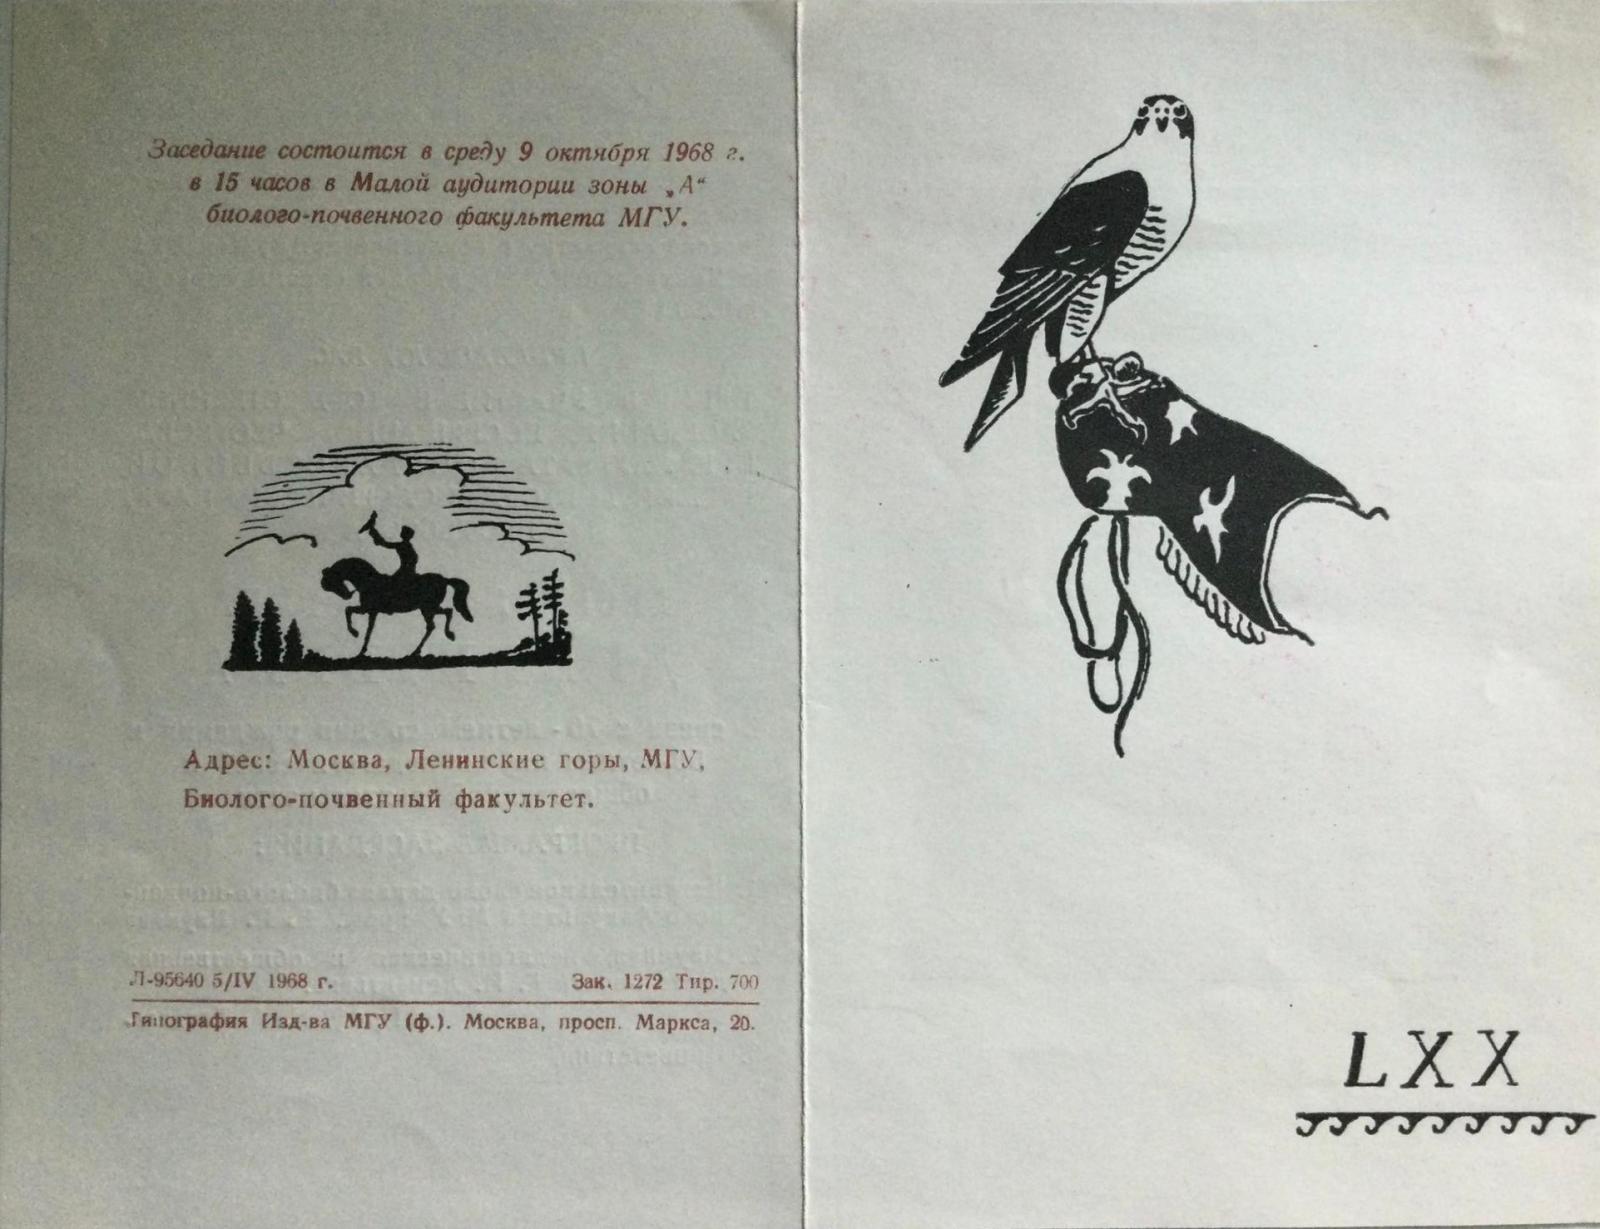 Заседание состоится в среду 9 октября 1968 г.
в 15 часов в Малой аудитории зоны „А“
биолого-почвенного факультета МГУ.
Адрес: Москва, Ленинские горы, МГУ,
Биолого-почвенный факультет.
Л-95640 5/IV 1968 г. Зак. 1272 Тир. 700
Типография Изд-ва МГУ (ф.). Москва, просп. Маркса, 20.
LXX